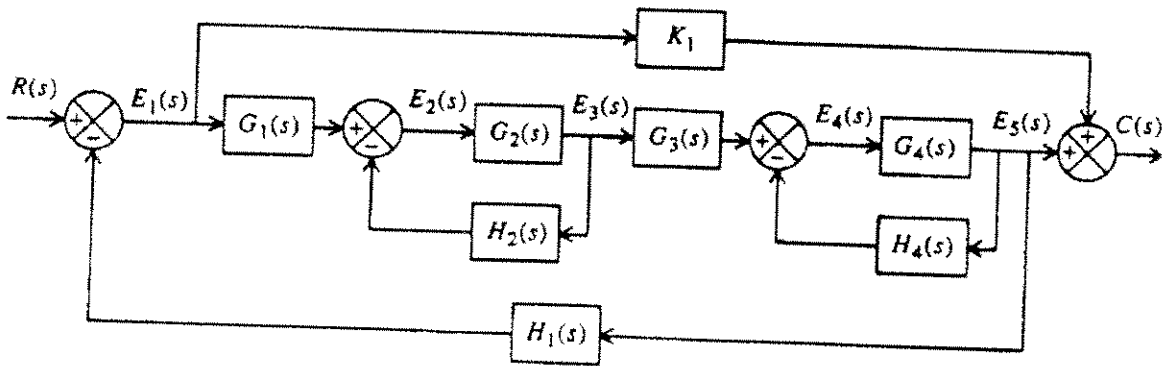 K₁
R(s) E₁(s) E₂(s) E₃(s) E₄(s) E₅(s) C(s)
+ − G₁(s) + − G₂(s) G₃(s) + − G₄(s) + +
H₂(s) H₄(s)
H₁(s)